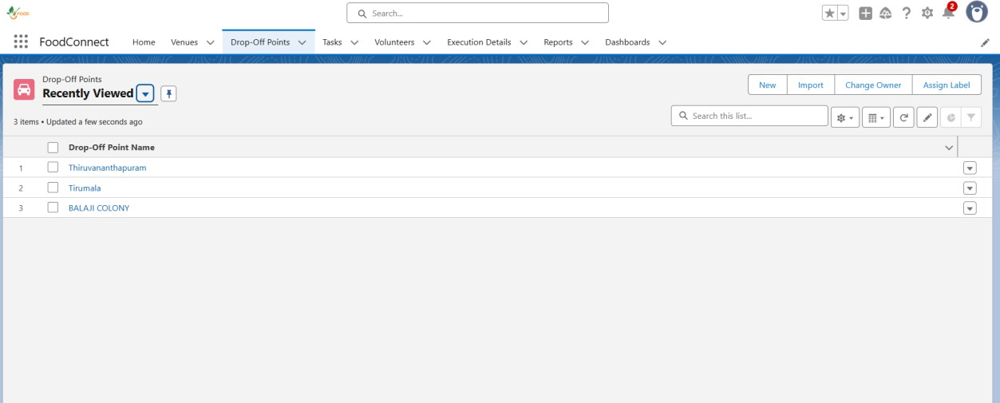 FOOD
Search...
2
FoodConnect Home Venues Drop-Off Points Tasks Volunteers Execution Details Reports Dashboards
Drop-Off Points
Recently Viewed
New Import Change Owner Assign Label
3 items • Updated a few seconds ago
Search this list...
Drop-Off Point Name
1 Thiruvananthapuram
2 Tirumala
3 BALAJI COLONY